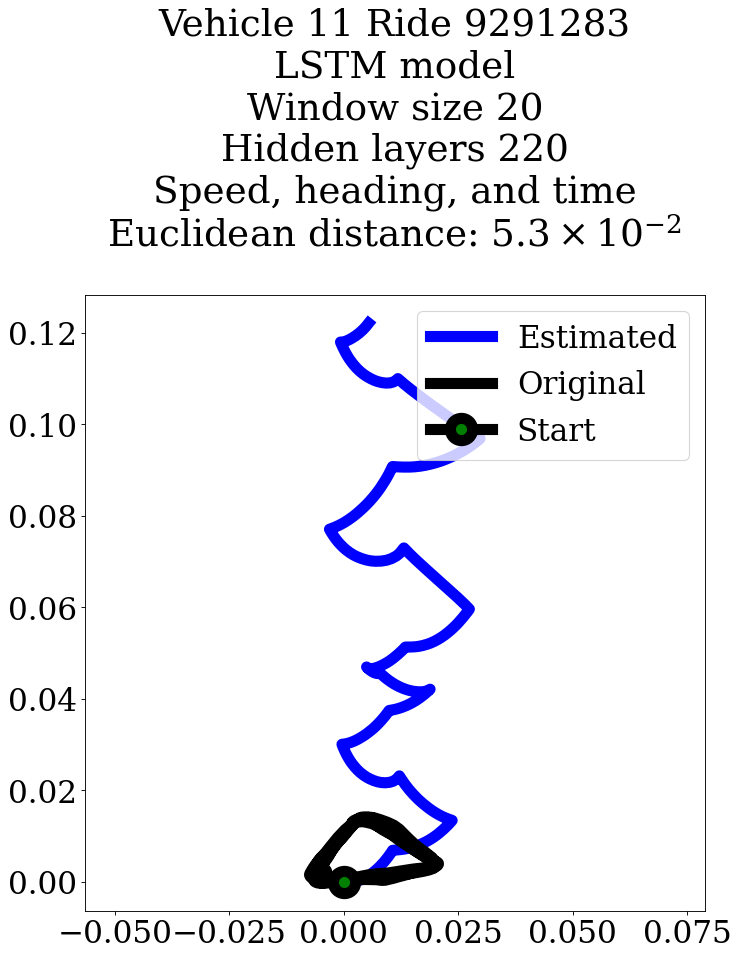 Vehicle 11 Ride 9291283
LSTM model
Window size 20
Hidden layers 220
Speed, heading, and time
Euclidean distance: 5.3 × 10⁻²
Estimated
Original
Start
0.12
0.10
0.08
0.06
0.04
0.02
0.00
−0.050 −0.025 0.000 0.025 0.050 0.075